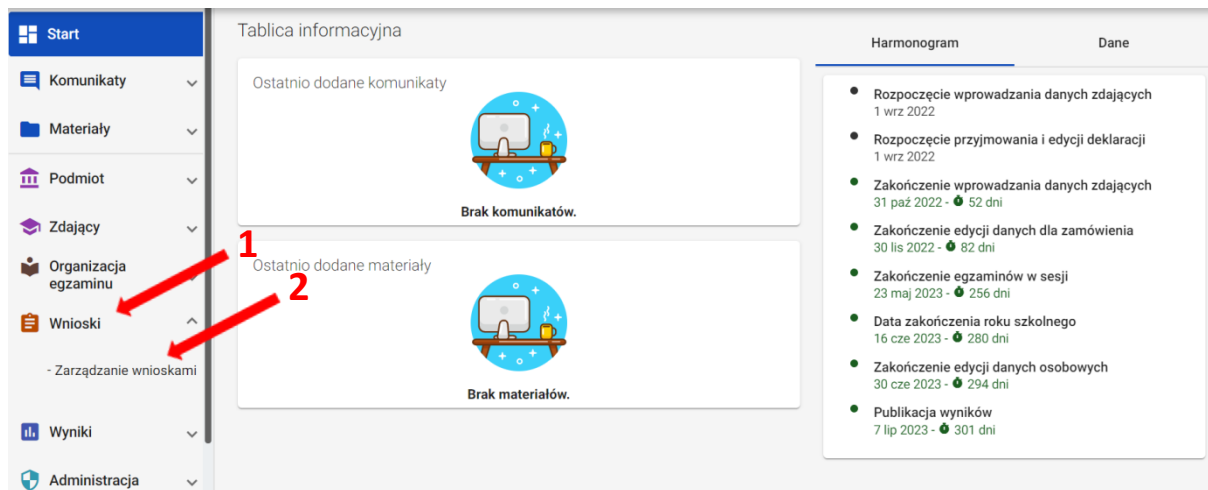 Start
Komunikaty
Materiały
Podmiot
Zdający
Organizacja
egzaminu
Wnioski
- Zarządzanie wnioskami
Wyniki
Administracja
1
2
Tablica informacyjna
Ostatnio dodane komunikaty
Brak komunikatów.
Ostatnio dodane materiały
Brak materiałów.
Harmonogram
Dane
Rozpoczęcie wprowadzania danych zdających
1 wrz 2022
Rozpoczęcie przyjmowania i edycji deklaracji
1 wrz 2022
Zakończenie wprowadzania danych zdających
31 paź 2022 - 52 dni
Zakończenie edycji danych dla zamówienia
30 lis 2022 - 82 dni
Zakończenie egzaminów w sesji
23 maj 2023 - 256 dni
Data zakończenia roku szkolnego
16 cze 2023 - 280 dni
Zakończenie edycji danych osobowych
30 cze 2023 - 294 dni
Publikacja wyników
7 lip 2023 - 301 dni